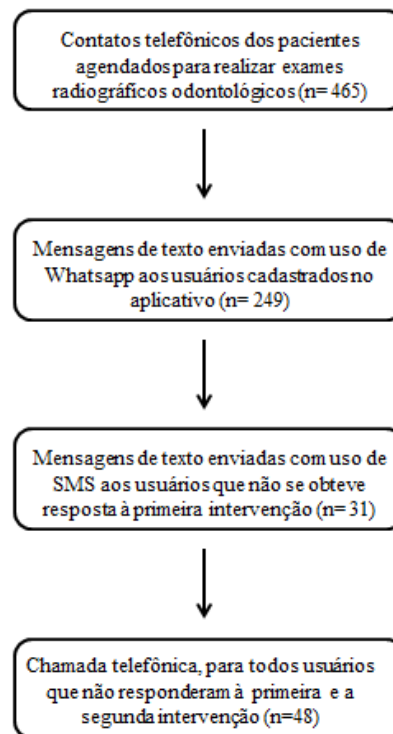 Contatos telefônicos dos pacientes
agendados para realizar exames
radiográficos odontológicos (n= 465)
Mensagens de texto enviadas com uso de
Whatsapp aos usuários cadastrados no
aplicativo (n= 249)
Mensagens de texto enviadas com uso de
SMS aos usuários que não se obteve
resposta à primeira intervenção (n= 31)
Chamada telefônica, para todos usuários
que não responderam à primeira e a
segunda intervenção (n=48)